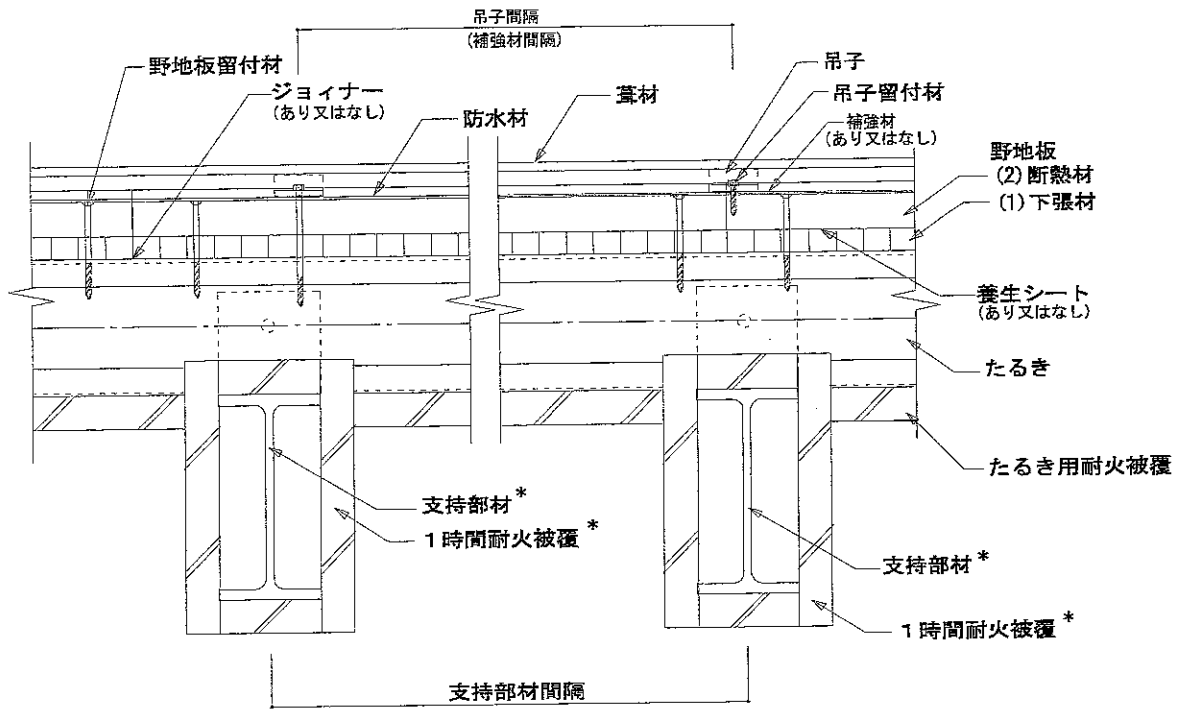 吊子間隔
(補強材間隔)
野地板留付材
ジョイナー
(あり又はなし)
防水材
葺材
吊子
吊子留付材
補強材
(あり又はなし)
野地板
(2)断熱材
(1)下張材
養生シート
(あり又はなし)
たるき
たるき用耐火被覆
支持部材*
1時間耐火被覆*
支持部材*
1時間耐火被覆*
支持部材間隔